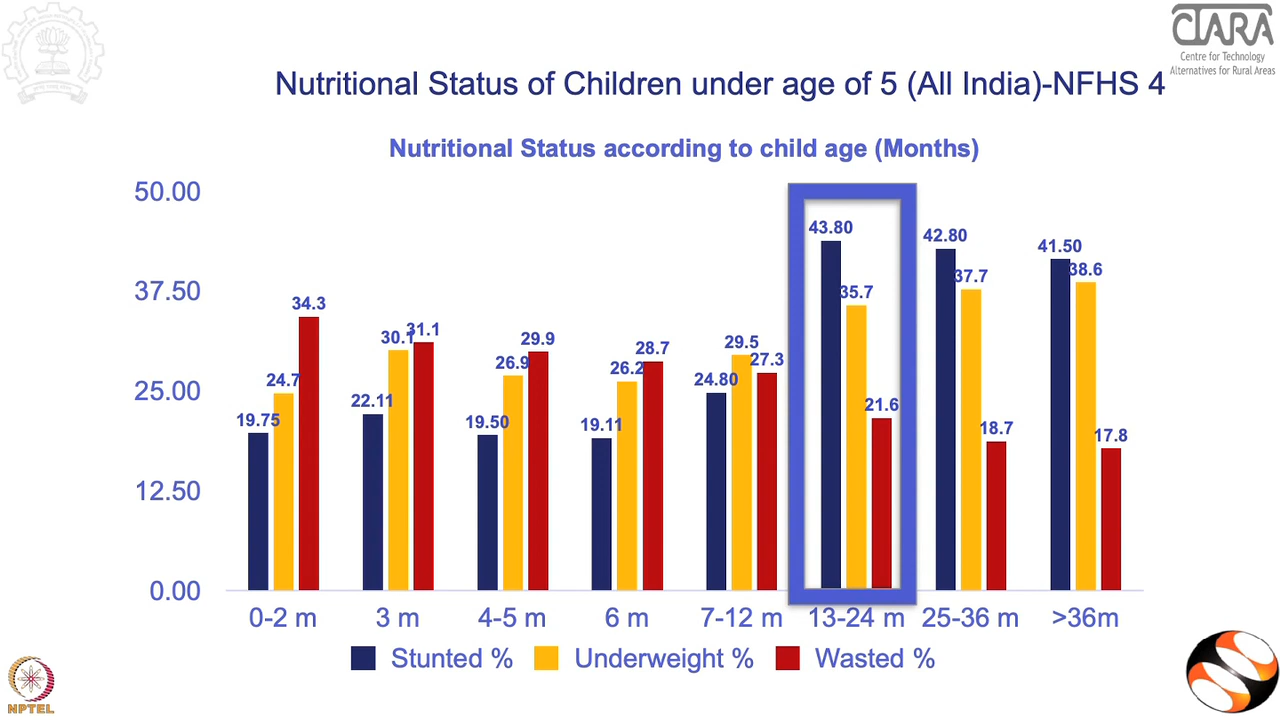 CTARA
Centre for Technology
Alternatives for Rural Areas
Nutritional Status of Children under age of 5 (All India)-NFHS 4
Nutritional Status according to child age (Months)
50.00
37.50
25.00
12.50
0.00
19.75 24.7 34.3
22.11 30.1 31.1
19.50 26.9 29.9
19.11 26.2 28.7
24.80 29.5 27.3
43.80 35.7 21.6
42.80 37.7 18.7
41.50 38.6 17.8
0-2 m 3 m 4-5 m 6 m 7-12 m 13-24 m 25-36 m >36m
Stunted % Underweight % Wasted %
NPTEL